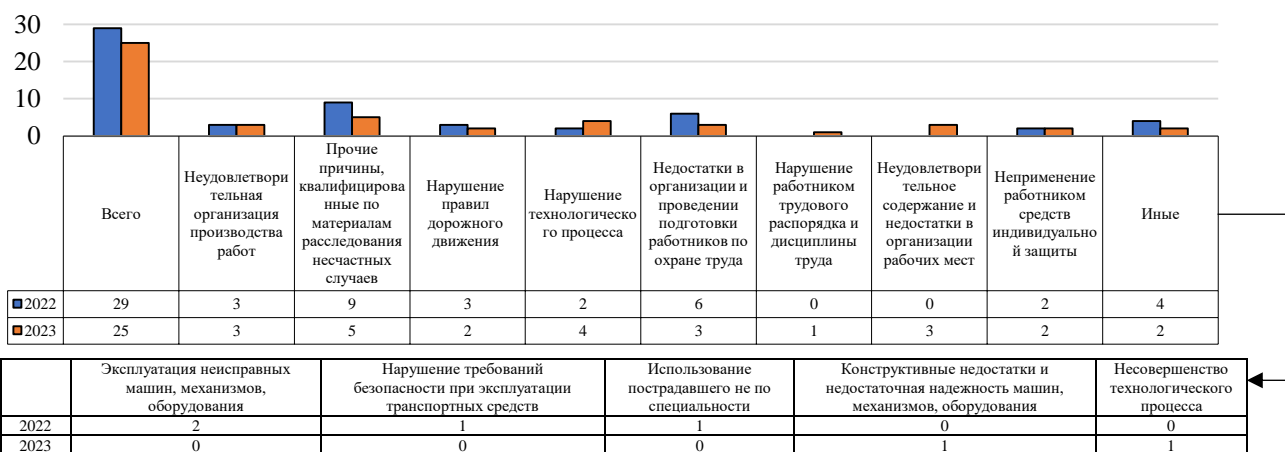 30
20
10
0
Всего
Неудовлетвори
тельная
организация
производства
работ
Прочие
причины,
квалифицирова
нные по
материалам
расследования
несчастных
случаев
Нарушение
правил
дорожного
движения
Нарушение
технологическо
го процесса
Недостатки в
организации и
проведении
подготовки
работников по
охране труда
Нарушение
работником
трудового
распорядка и
дисциплины
труда
Неудовлетвори
тельное
содержание и
недостатки в
организации
рабочих мест
Неприменение
работником
средств
индивидуально
й защиты
Иные
2022 29 3 9 3 2 6 0 0 2 4
2023 25 3 5 2 4 3 1 3 2 2
Эксплуатация неисправных
машин, механизмов,
оборудования
Нарушение требований
безопасности при эксплуатации
транспортных средств
Использование
пострадавшего не по
специальности
Конструктивные недостатки и
недостаточная надежность машин,
механизмов, оборудования
Несовершенство
технологического
процесса
2022 2 1 1 0 0
2023 0 0 0 1 1